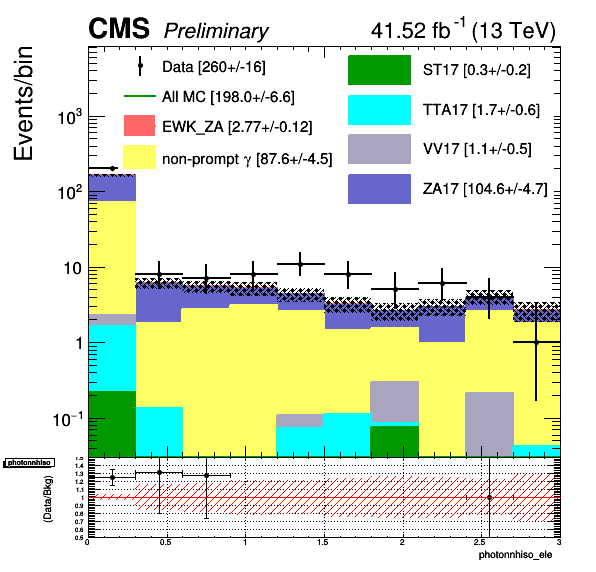 CMS Preliminary 41.52 fb⁻¹ (13 TeV)
Events/bin
Data [260+/-16]
All MC [198.0+/-6.6]
EWK_ZA [2.77+/-0.12]
non-prompt γ [87.6+/-4.5]
ST17 [0.3+/-0.2]
TTA17 [1.7+/-0.6]
VV17 [1.1+/-0.5]
ZA17 [104.6+/-4.7]
10³
10²
10
1
10⁻¹
photonnhiso
(Data/Bkg)
1.5
1.4
1.3
1.2
1.1
1
0.9
0.8
0.7
0.6
0.5
0 0.5 1 1.5 2 2.5 3
photonnhiso_ele